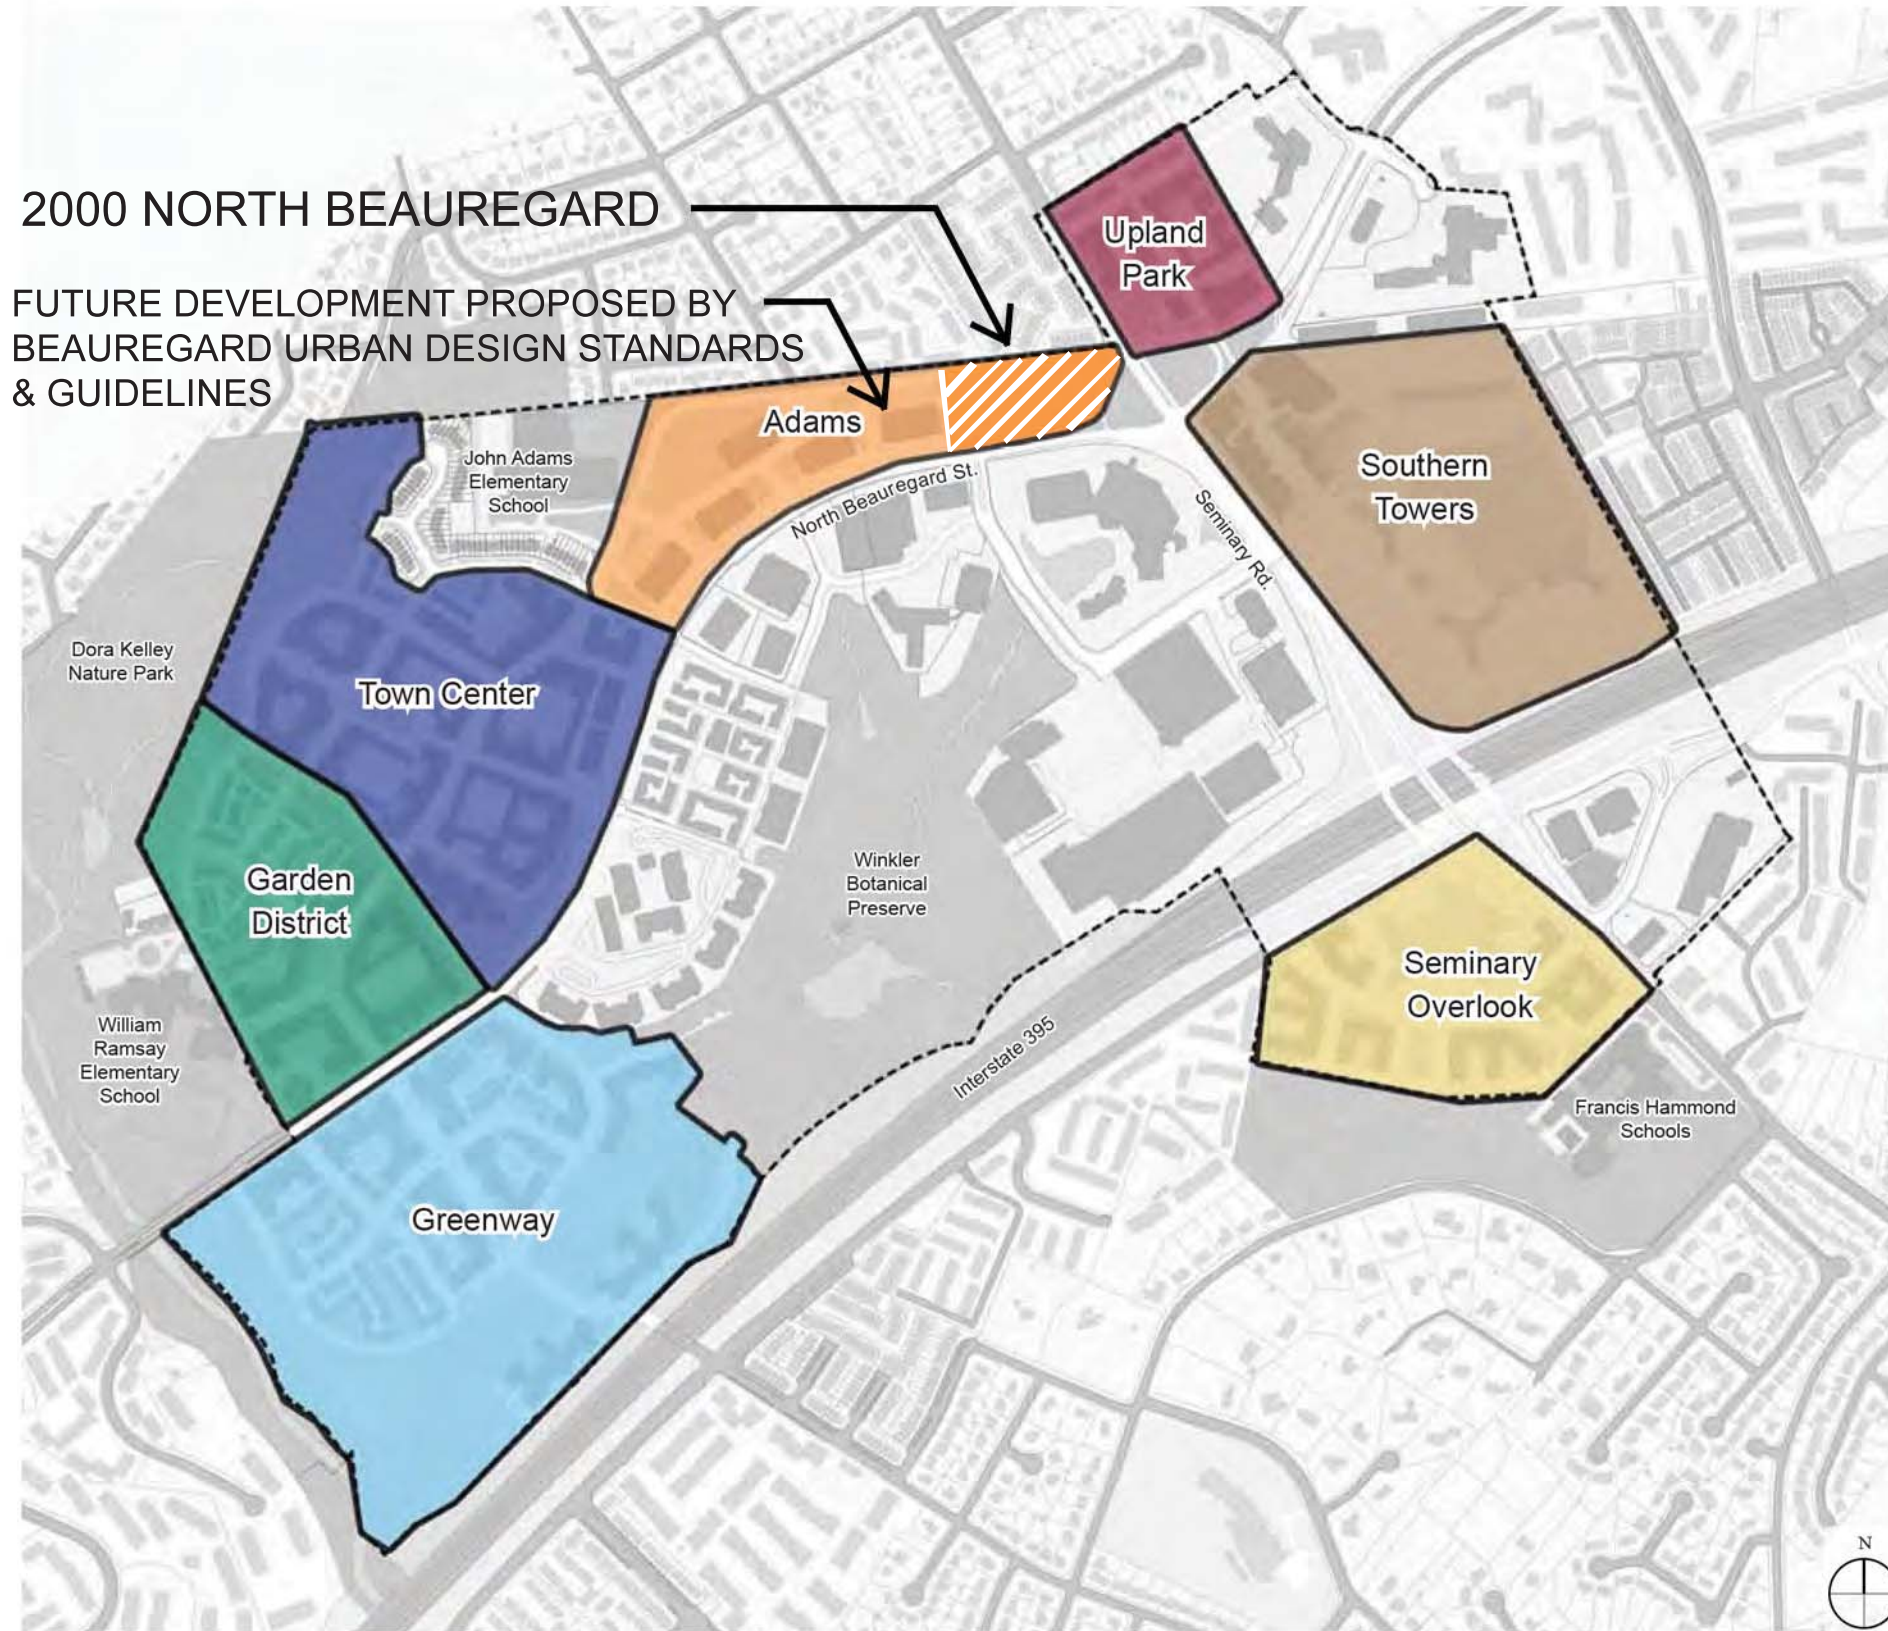 2000 NORTH BEAUREGARD
FUTURE DEVELOPMENT PROPOSED BY
BEAUREGARD URBAN DESIGN STANDARDS
& GUIDELINES
Upland
Park
Adams
John Adams
Elementary
School
North Beauregard St.
Seminary Rd.
Southern
Towers
Dora Kelley
Nature Park
Town Center
Garden
District
Winkler
Botanical
Preserve
Seminary
Overlook
William
Ramsay
Elementary
School
Interstate 395
Francis Hammond
Schools
Greenway
N